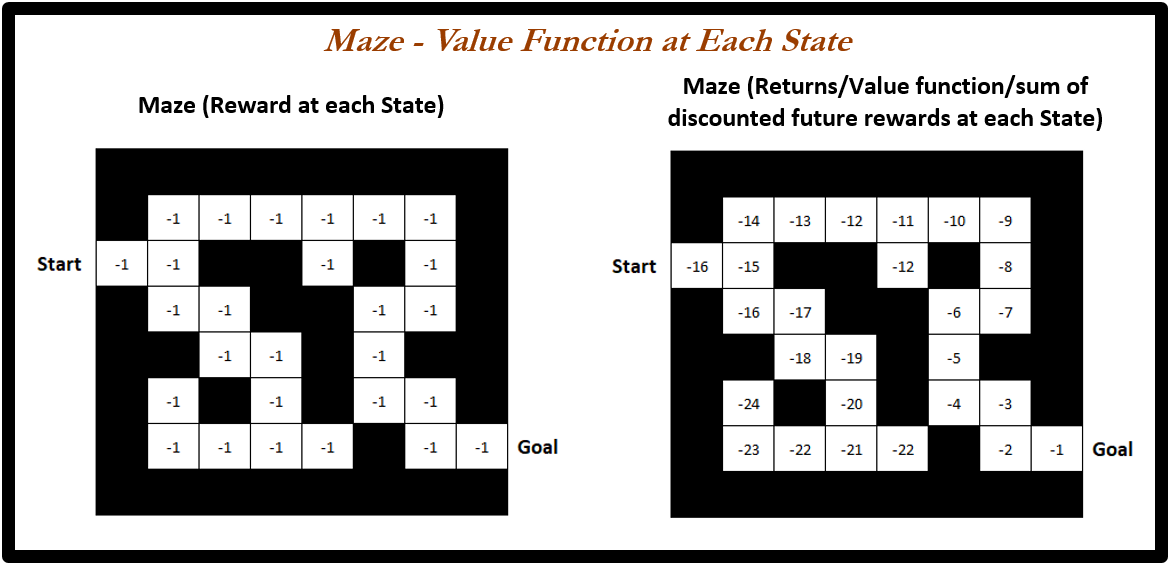 Maze - Value Function at Each State
Maze (Reward at each State)
Maze (Returns/Value function/sum of
discounted future rewards at each State)
-1 -1 -1 -1 -1 -1
Start -1 -1 -1 -1
-1 -1 -1 -1
-1 -1 -1
-1 -1 -1 -1
-1 -1 -1 -1 -1 -1 Goal
-14 -13 -12 -11 -10 -9
Start -16 -15 -12 -8
-16 -17 -6 -7
-18 -19 -5
-24 -20 -4 -3
-23 -22 -21 -22 -2 -1 Goal